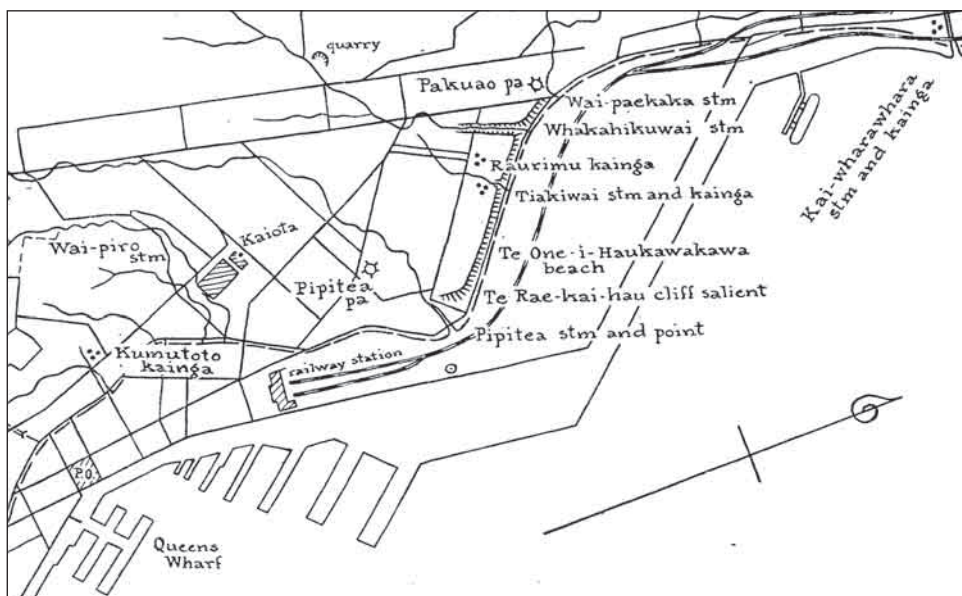 quarry
Pakuao pa
Wai-paekaka stm
Whakahikuwai stm
Raurimu kainga
Tiakiwai stm and kainga
Kai-wharawhara
stm and kainga
Kaiota
Wai-piro
stm
Te One-i-Haukawakawa
beach
Pipitea
pa
Te Rae-kai-hau cliff salient
Pipitea stm and point
Kumutoto
kainga
railway station
P.O.
Queens
Wharf